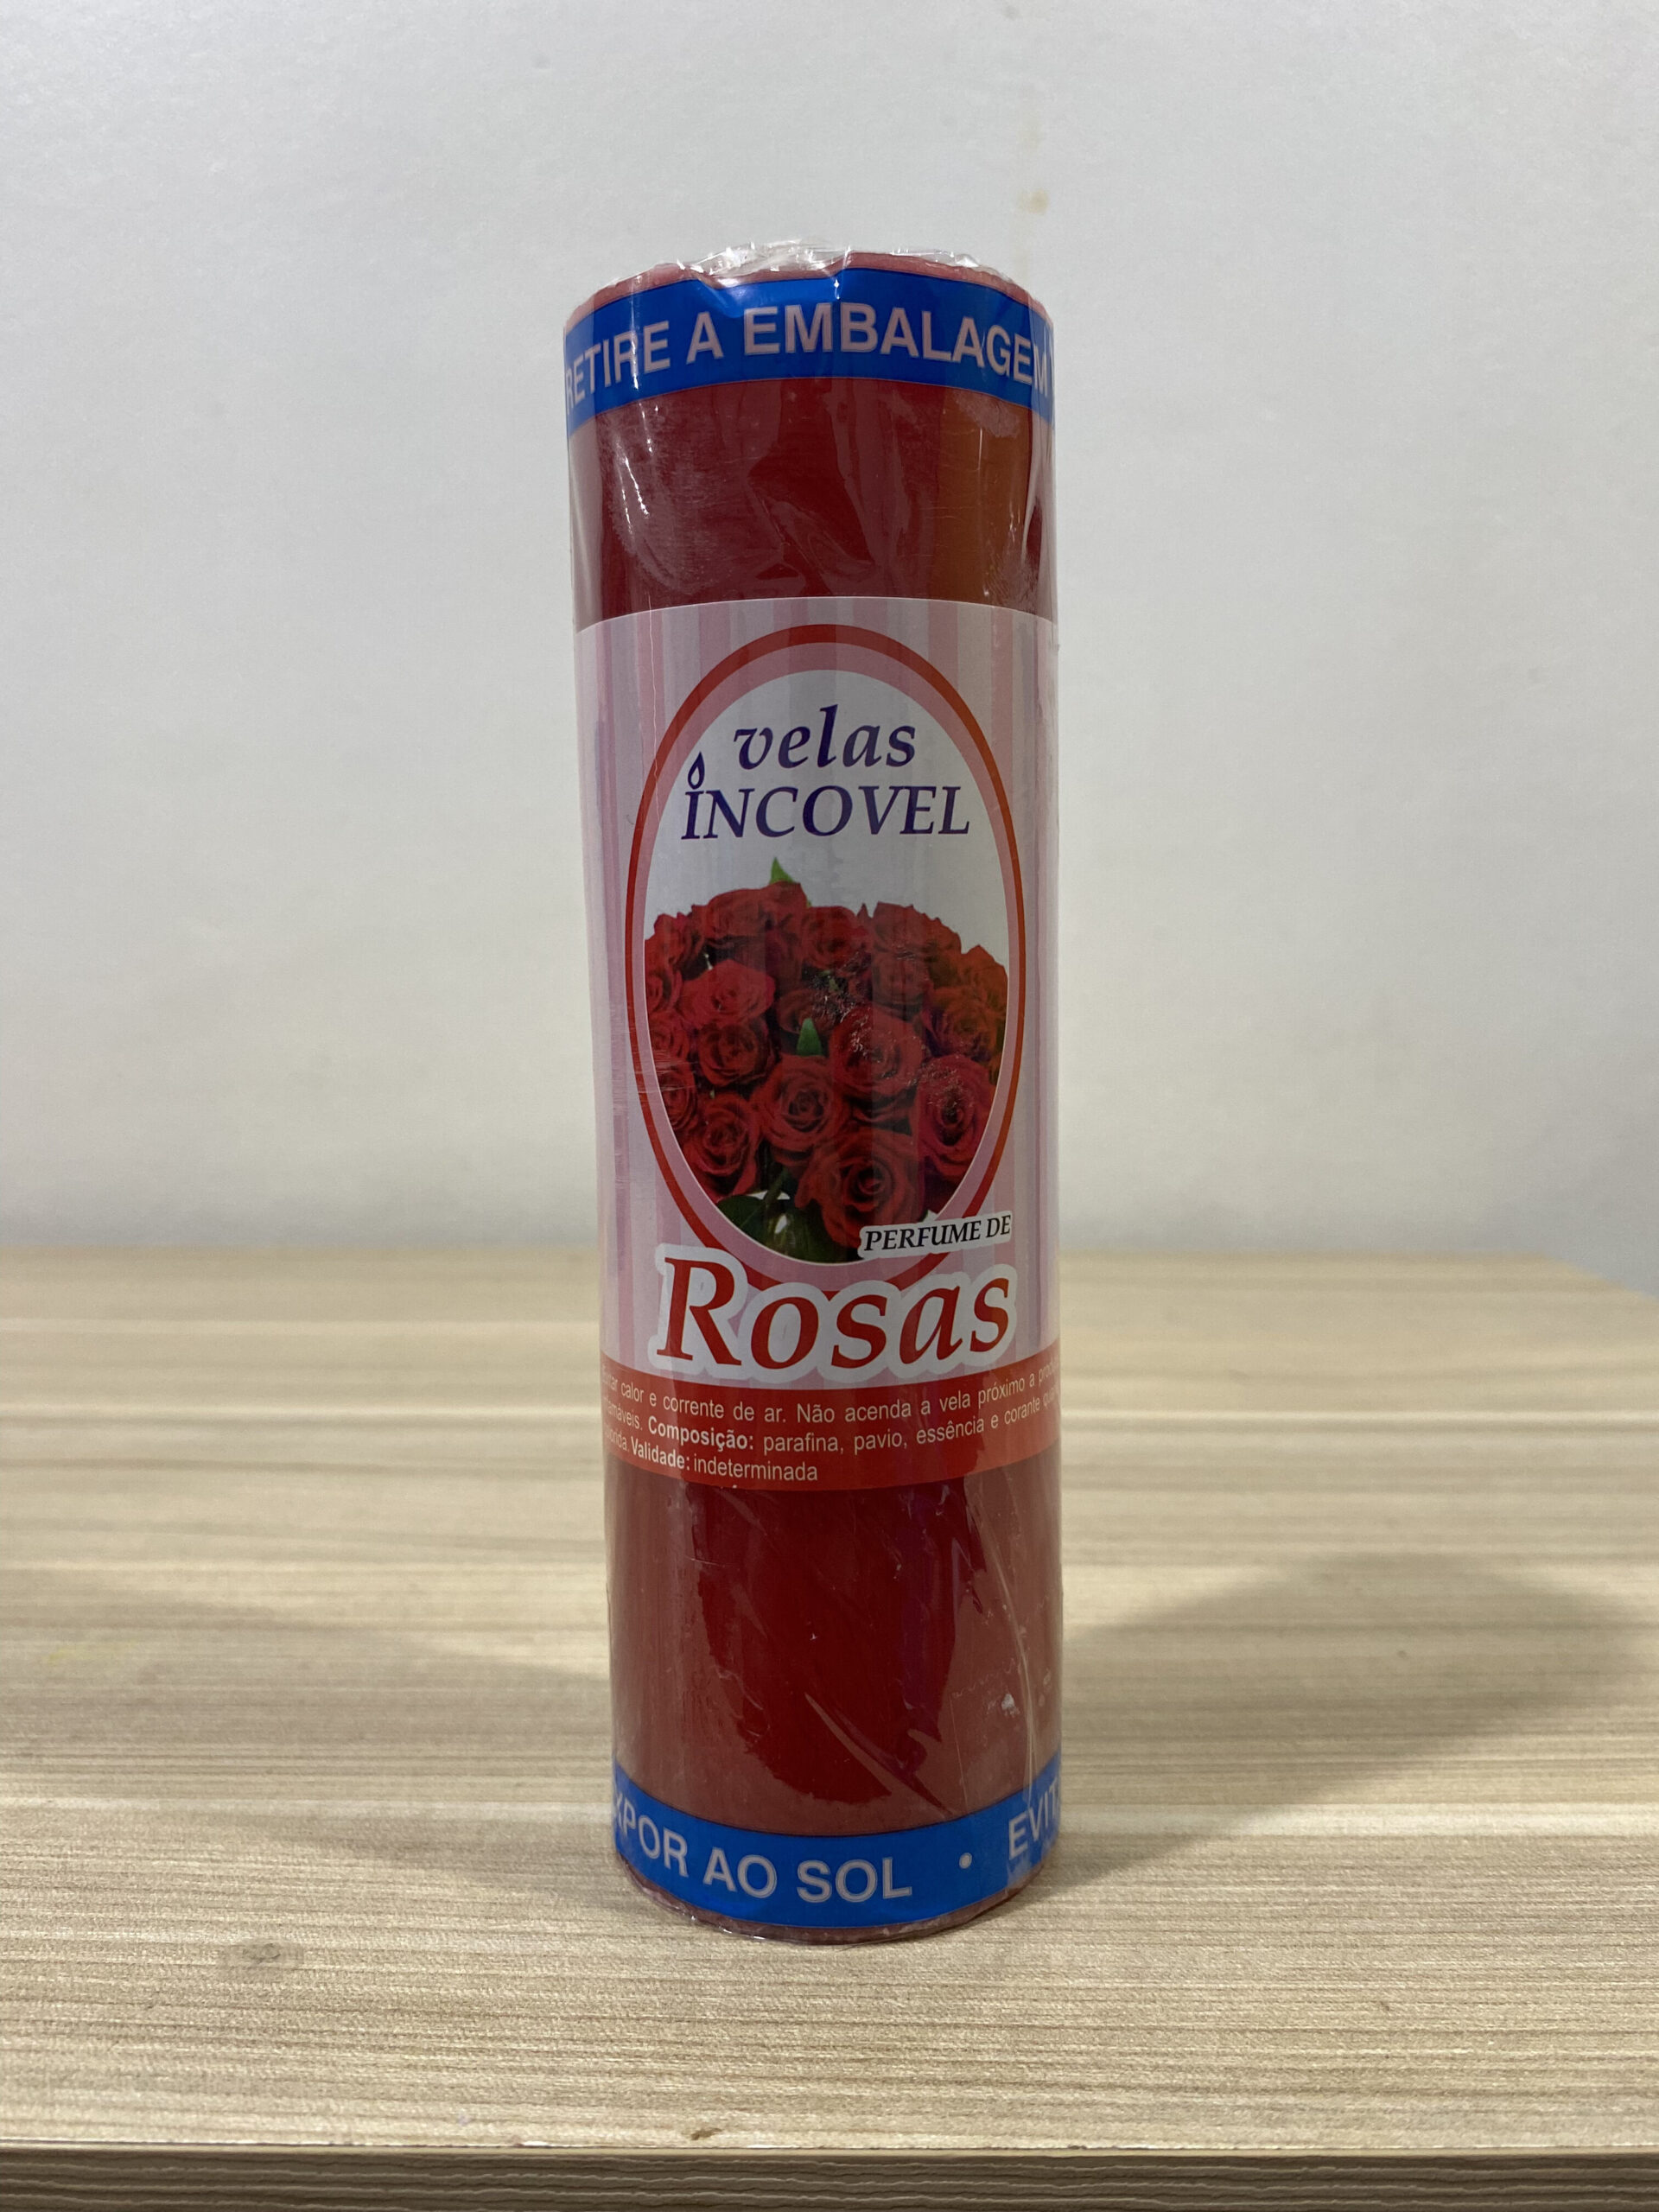 RETIRE A EMBALAGEM
velas
INCOVEL
PERFUME DE
Rosas
calor e corrente de ar. Não acenda a vela próximo a
Composição: parafina, pavio, essência e corante
Validade: indeterminada
XPOR AO SOL • EVIT